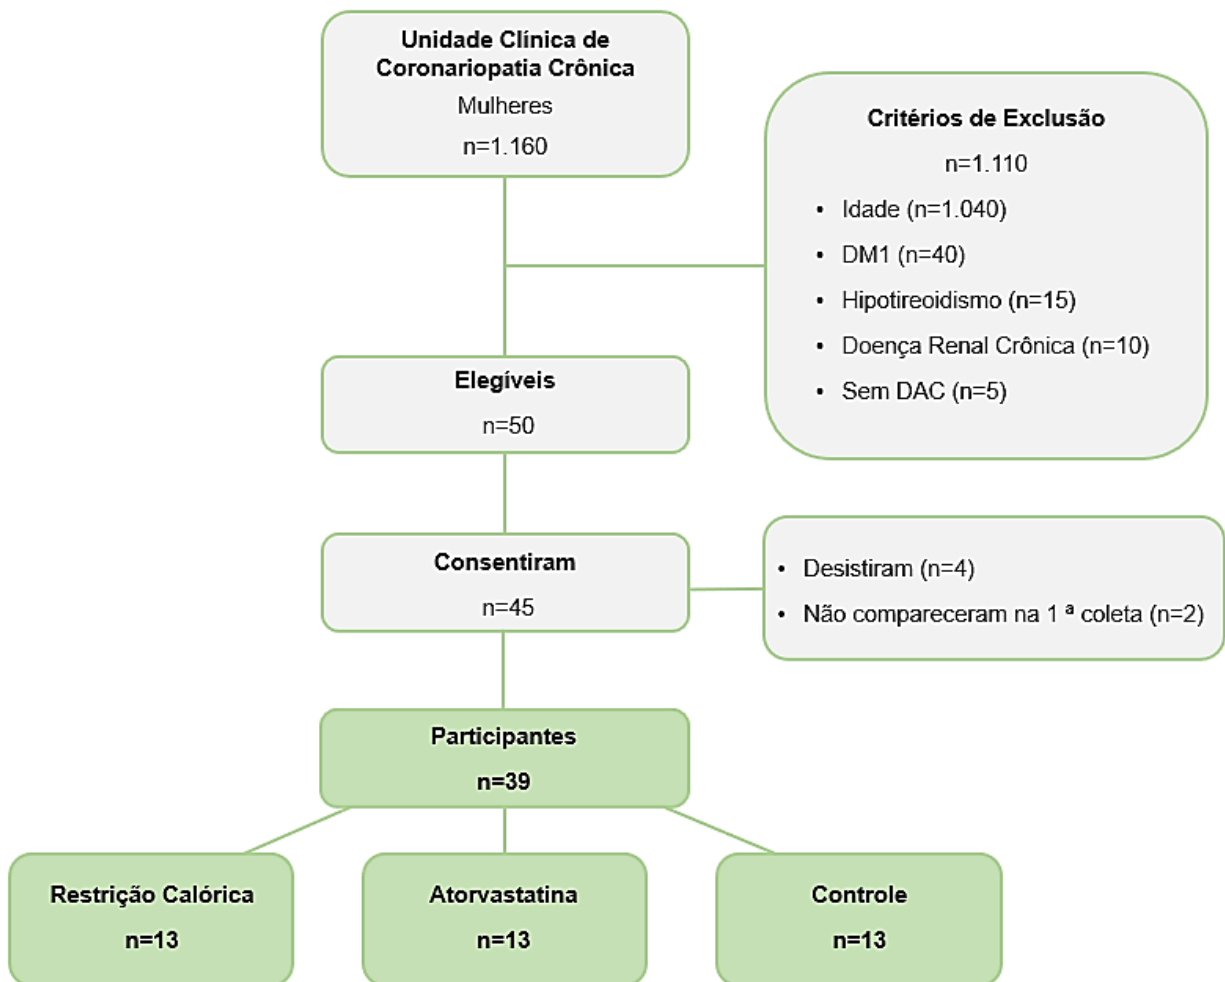 Unidade Clínica de
Coronariopatia Crônica
Mulheres
n=1.160
Critérios de Exclusão
n=1.110
• Idade (n=1.040)
• DM1 (n=40)
• Hipotireoidismo (n=15)
• Doença Renal Crônica (n=10)
• Sem DAC (n=5)
Elegíveis
n=50
Consentiram
n=45
• Desistiram (n=4)
• Não compareceram na 1 ª coleta (n=2)
Participantes
n=39
Restrição Calórica
n=13
Atorvastatina
n=13
Controle
n=13